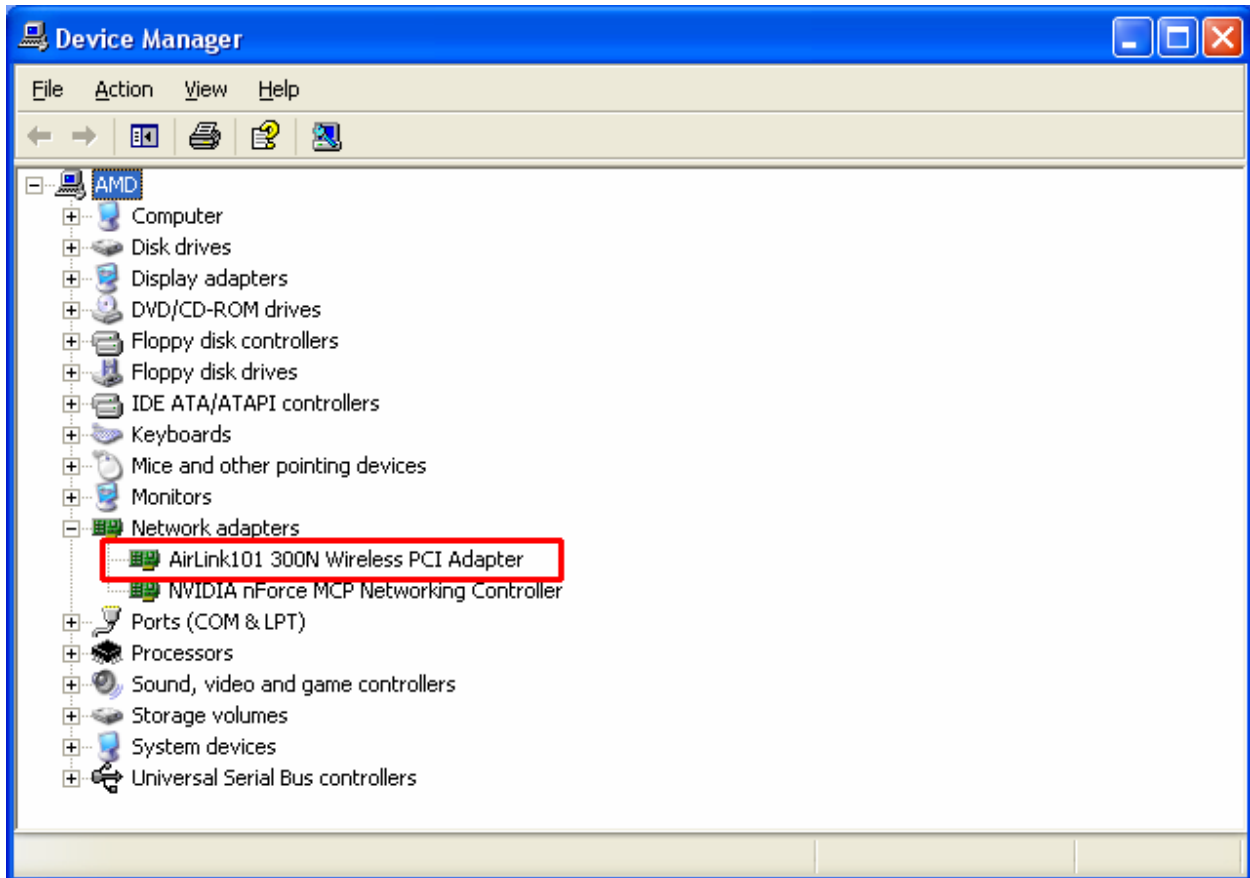 Device Manager
File Action View Help
AMD
Computer
Disk drives
Display adapters
DVD/CD-ROM drives
Floppy disk controllers
Floppy disk drives
IDE ATA/ATAPI controllers
Keyboards
Mice and other pointing devices
Monitors
Network adapters
AirLink101 300N Wireless PCI Adapter
NVIDIA nForce MCP Networking Controller
Ports (COM & LPT)
Processors
Sound, video and game controllers
Storage volumes
System devices
Universal Serial Bus controllers